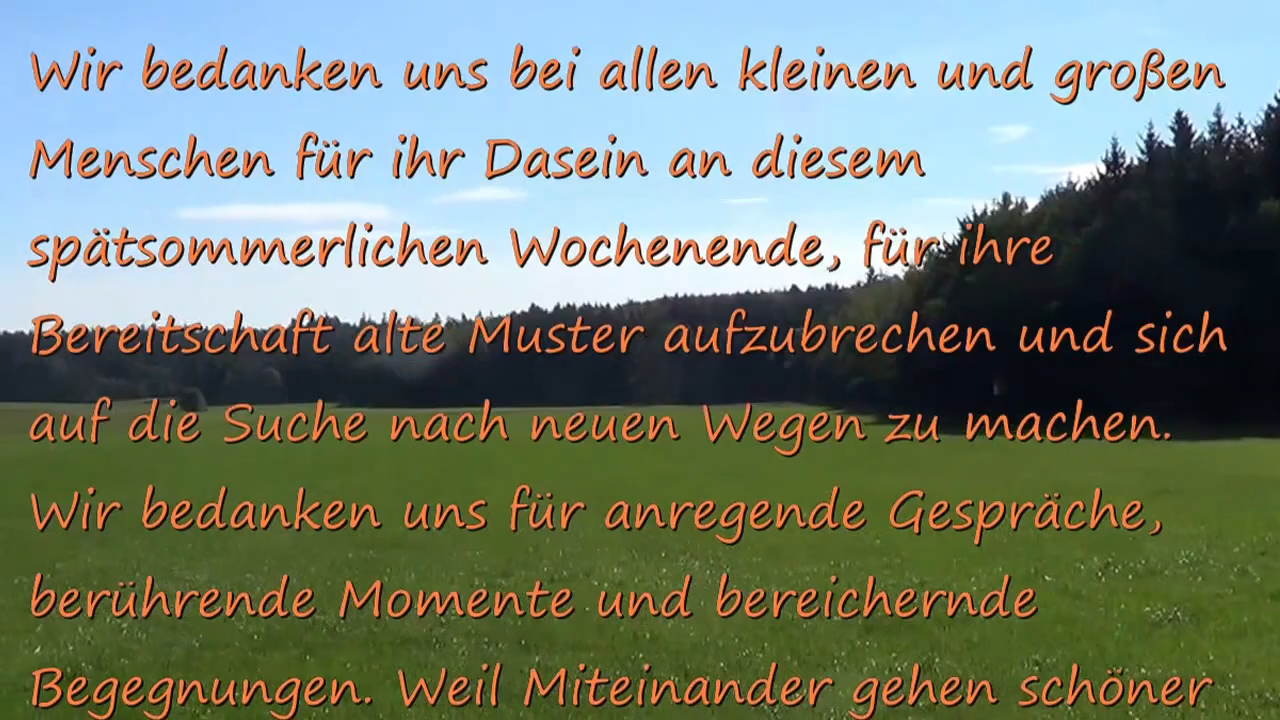 Wir bedanken uns bei allen kleinen und großen
Menschen für ihr Dasein an diesem
spätsommerlichen Wochenende, für ihre
Bereitschaft alte Muster aufzubrechen und sich
auf die Suche nach neuen Wegen zu machen.
Wir bedanken uns für anregende Gespräche,
berührende Momente und bereichernde
Begegnungen. Weil Miteinander gehen schöner